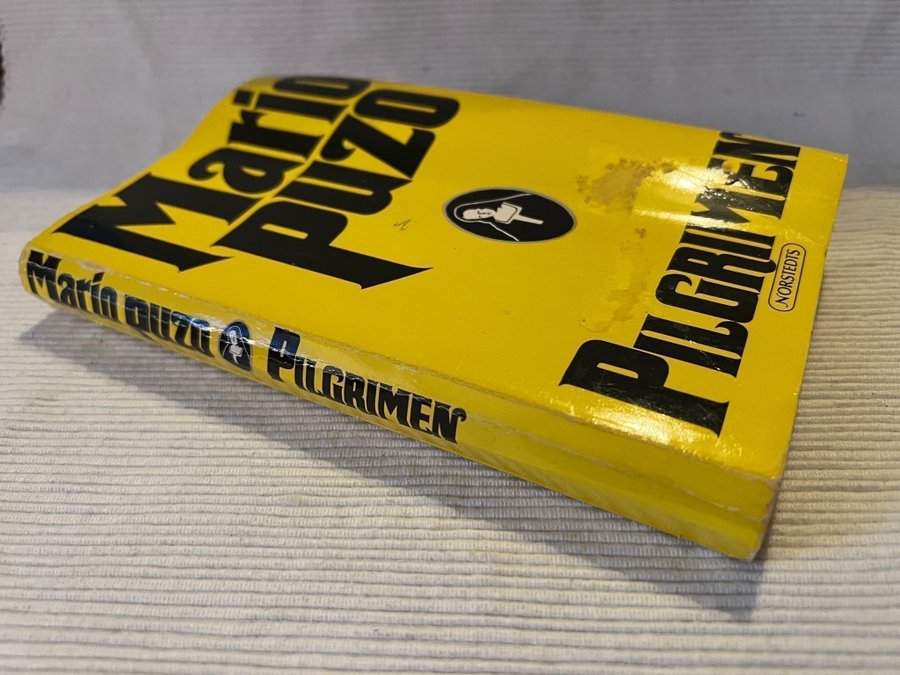 Mario
puzo
PILGRIMEN
NORSTEDTS
Mario puzo PILGRIMEN